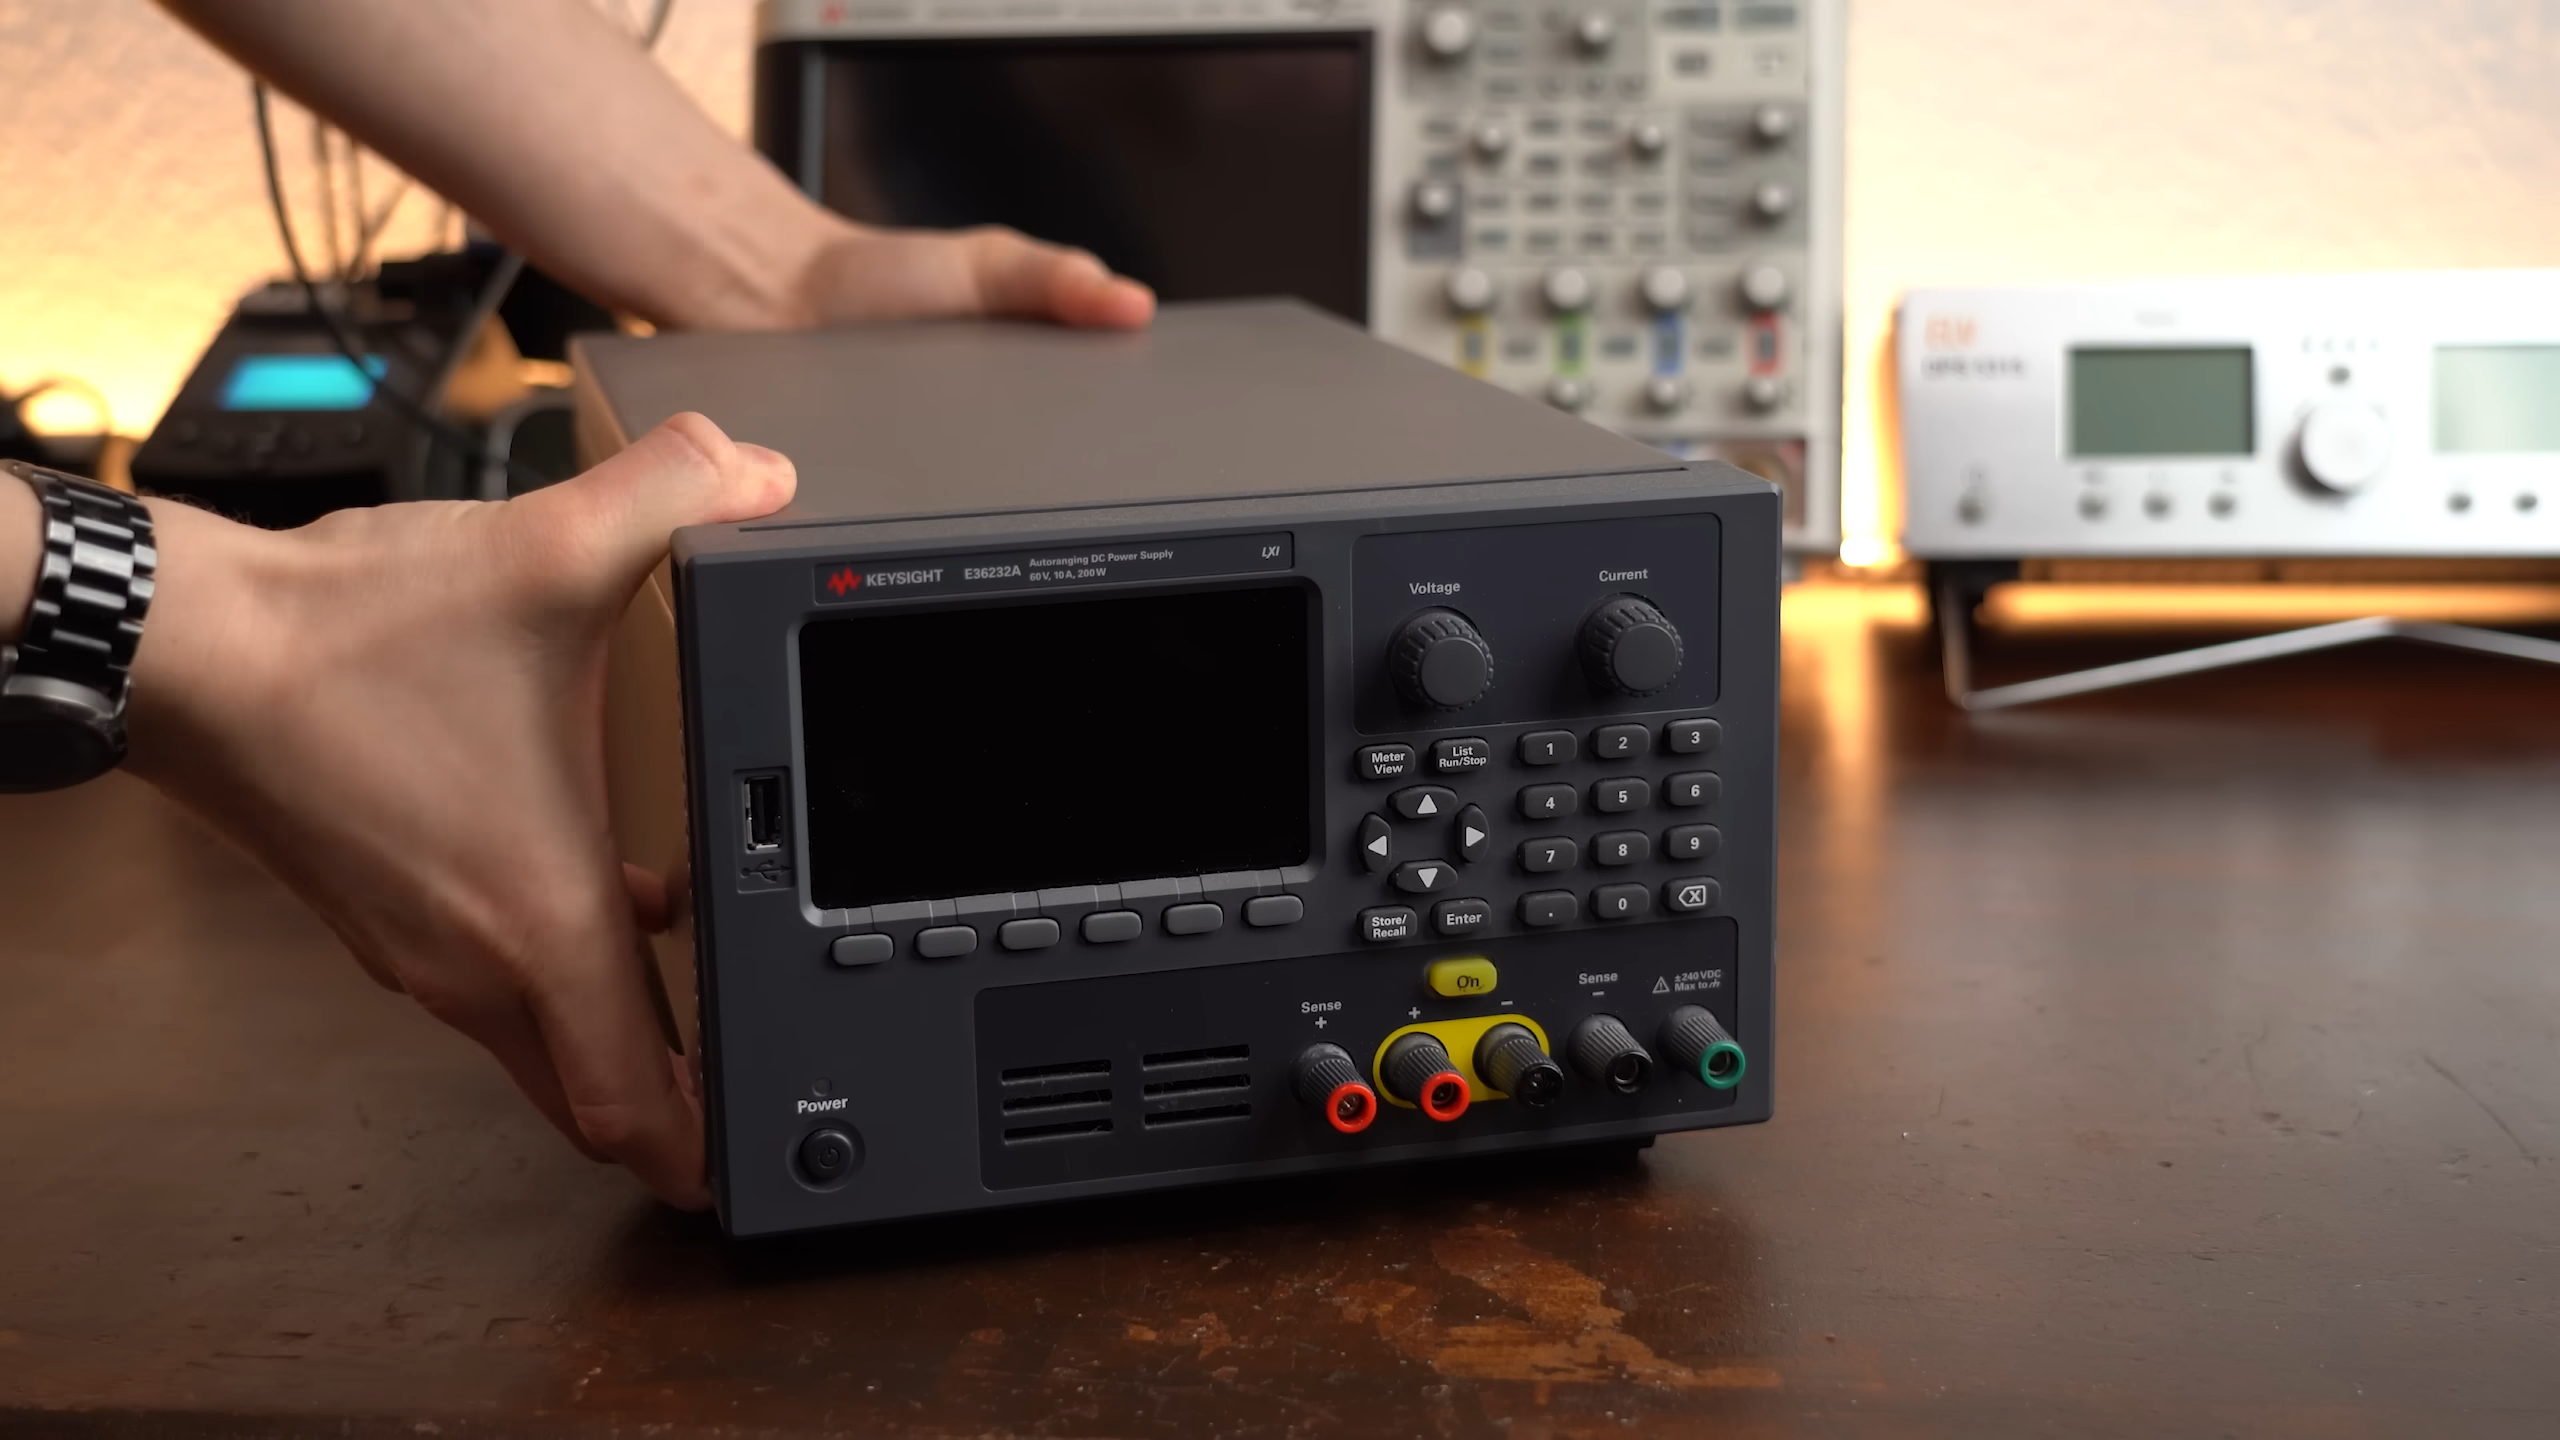 KEYSIGHT E36232A Autoranging DC Power Supply
60V, 10A, 200W
LXI
Voltage
Current
Meter
View
List
Run/Stop
1
2
3
4
5
6
7
8
9
.
0
Store/
Recall
Enter
On
Sense
+
+
-
Sense
-
±240 VDC
Max to
Power